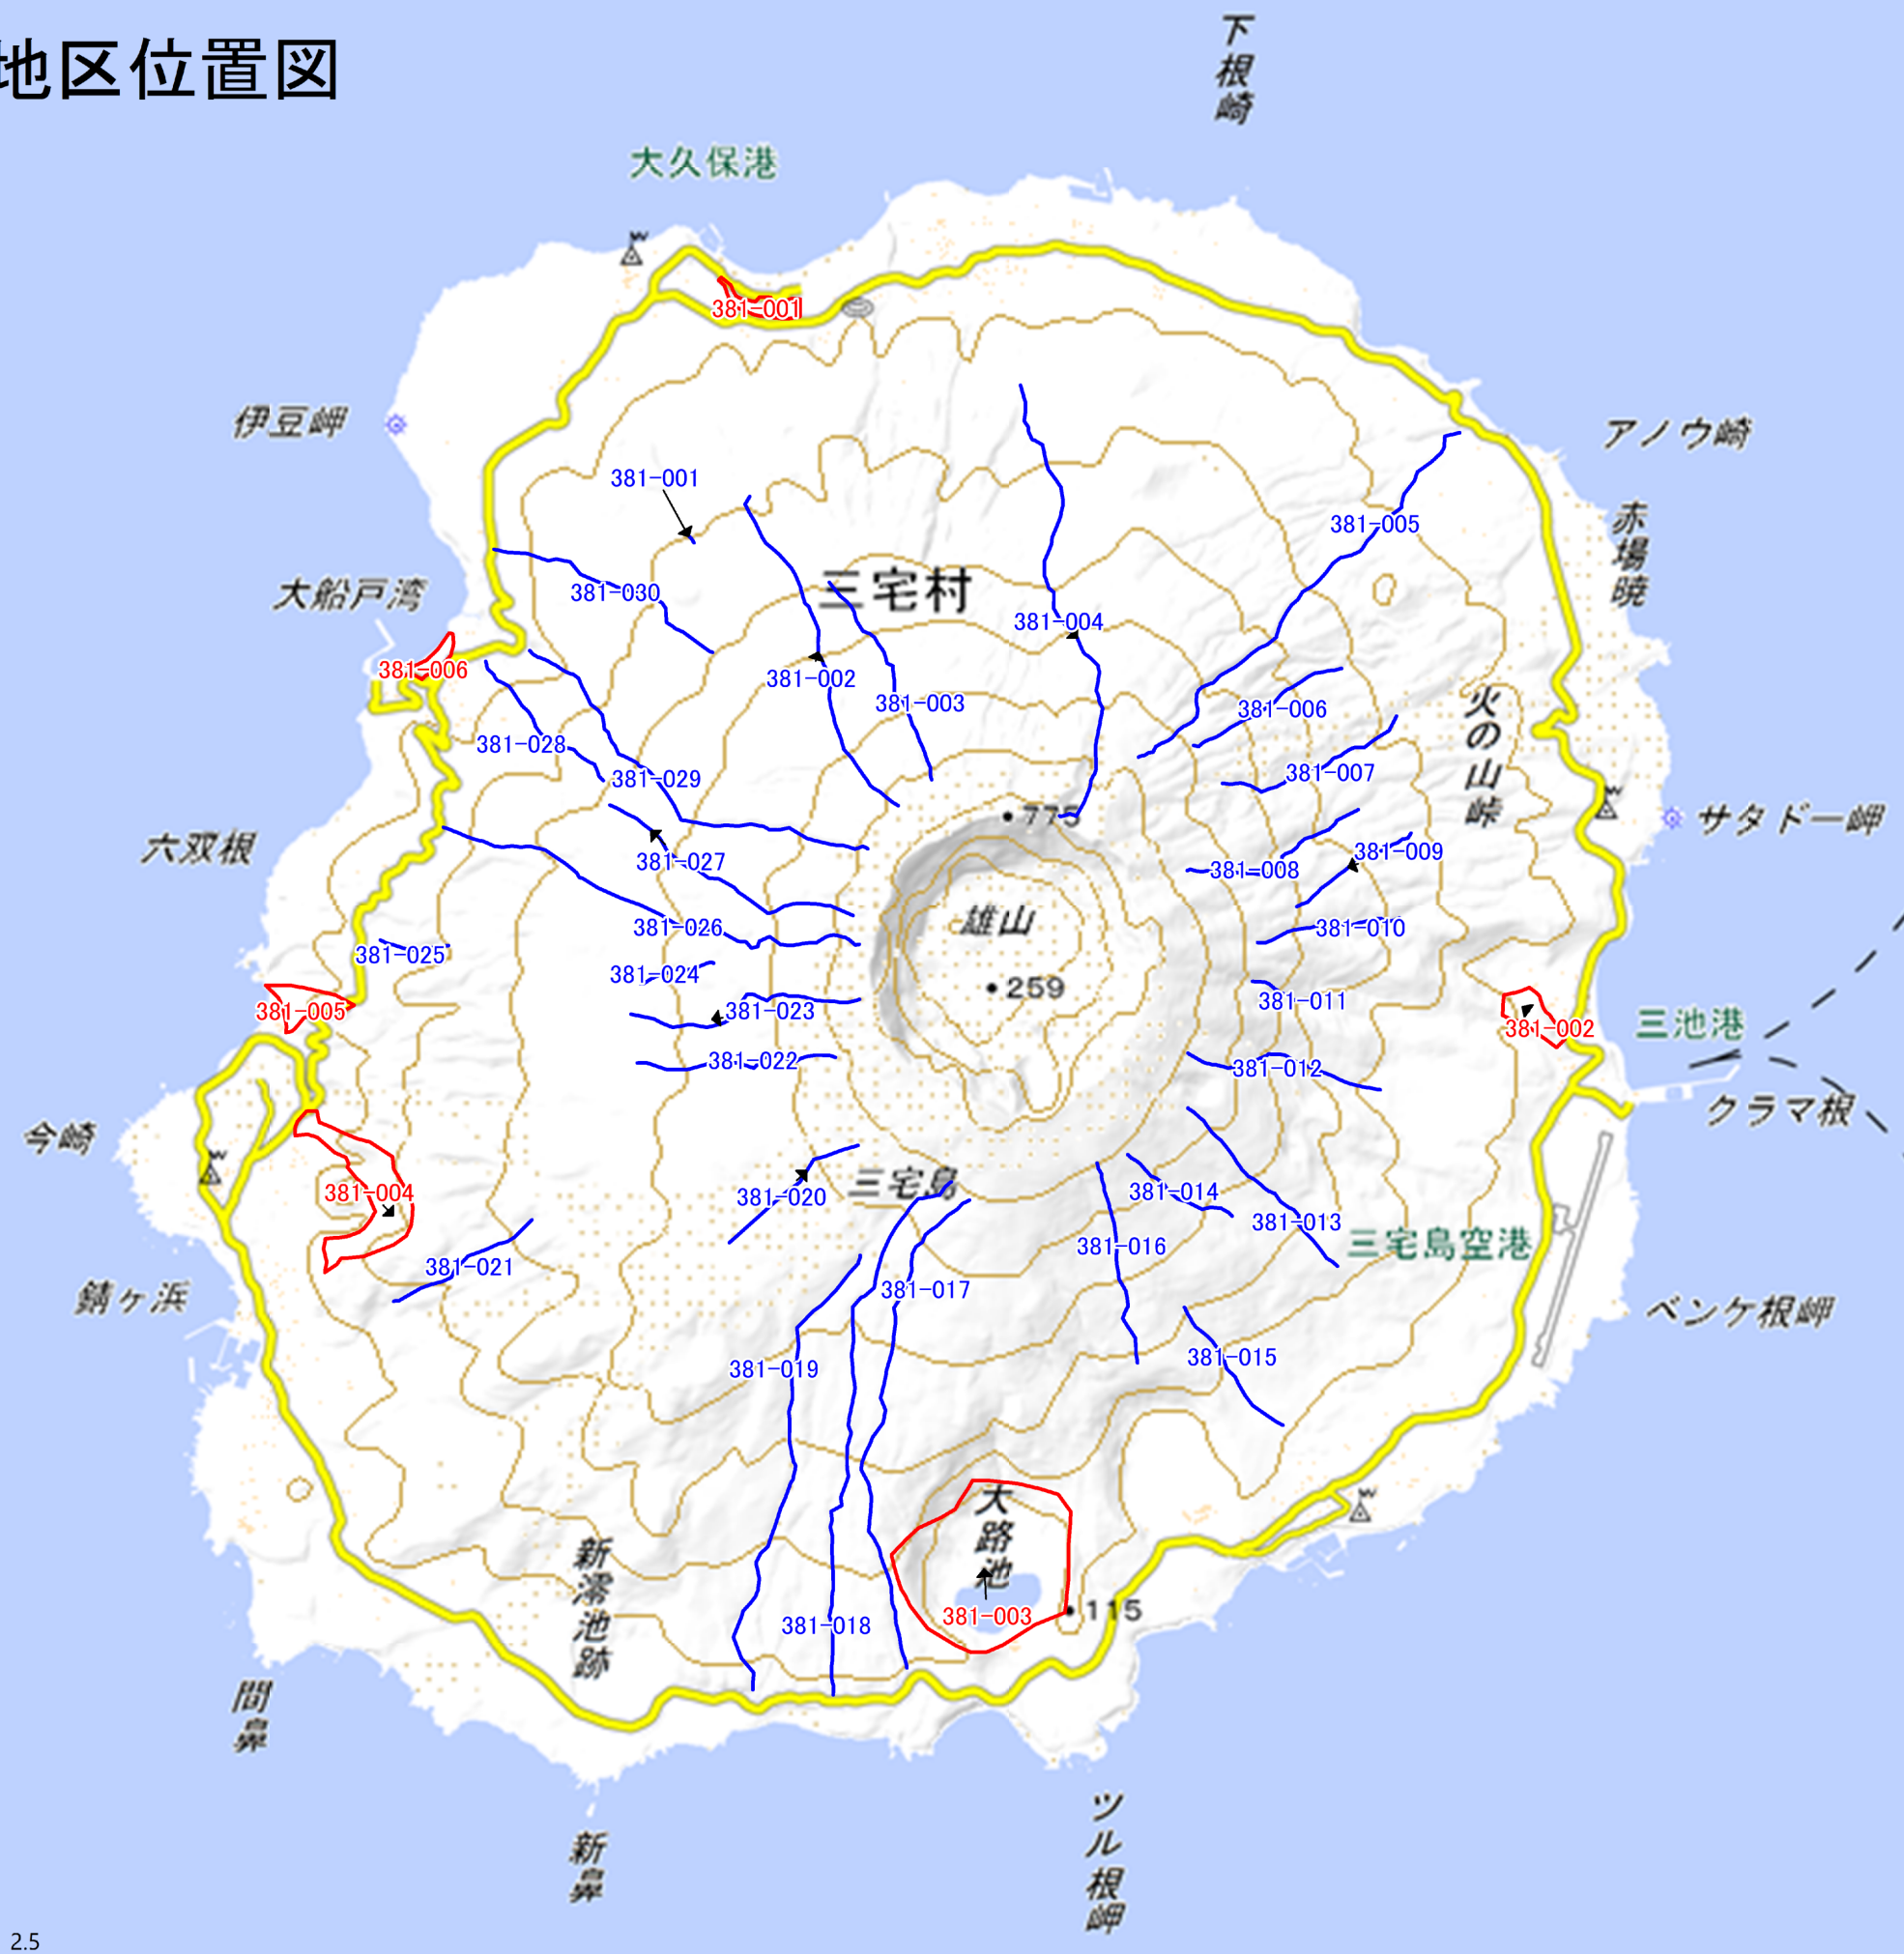 下根崎
地区位置図
大久保港
381-001
伊豆岬
アノウ崎
381-001
381-005
赤場暁
三宅村
大船戸湾
381-030
381-004
381-006
381-002
381-003
381-006
火の山峠
381-028
381-029
381-007
775
サタドー岬
六双根
381-027
381-008
381-009
雄山
381-026
381-010
381-025
381-024
259
381-005
381-023
381-011
三池港
381-002
381-022
381-012
クラマ根
今崎
三宅島
381-004
381-020
381-014
381-013
三宅島空港
381-016
381-021
381-017
錆ヶ浜
ベンケ根岬
381-019
381-015
大路池
新澪池跡
381-003
115
381-018
間鼻
ツル根岬
新鼻
2.5